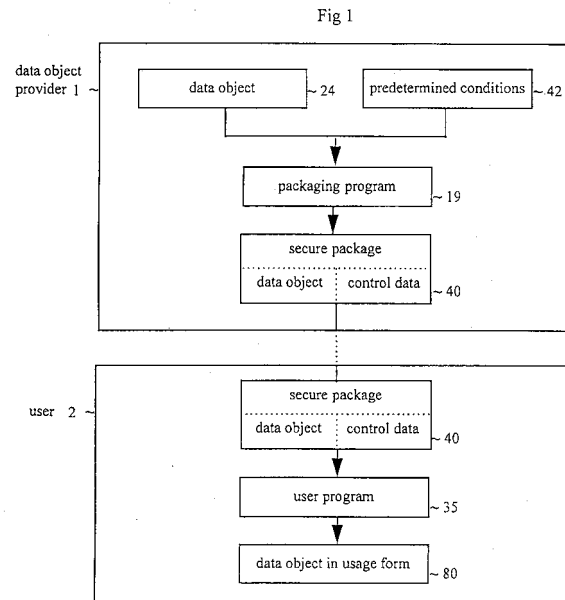 Fig 1
data object
provider 1
data object
~ 24
predetermined conditions
~ 42
packaging program
~ 19
secure package
data object
control data
~ 40
user 2
secure package
data object
control data
~ 40
user program
~ 35
data object in usage form
~ 80